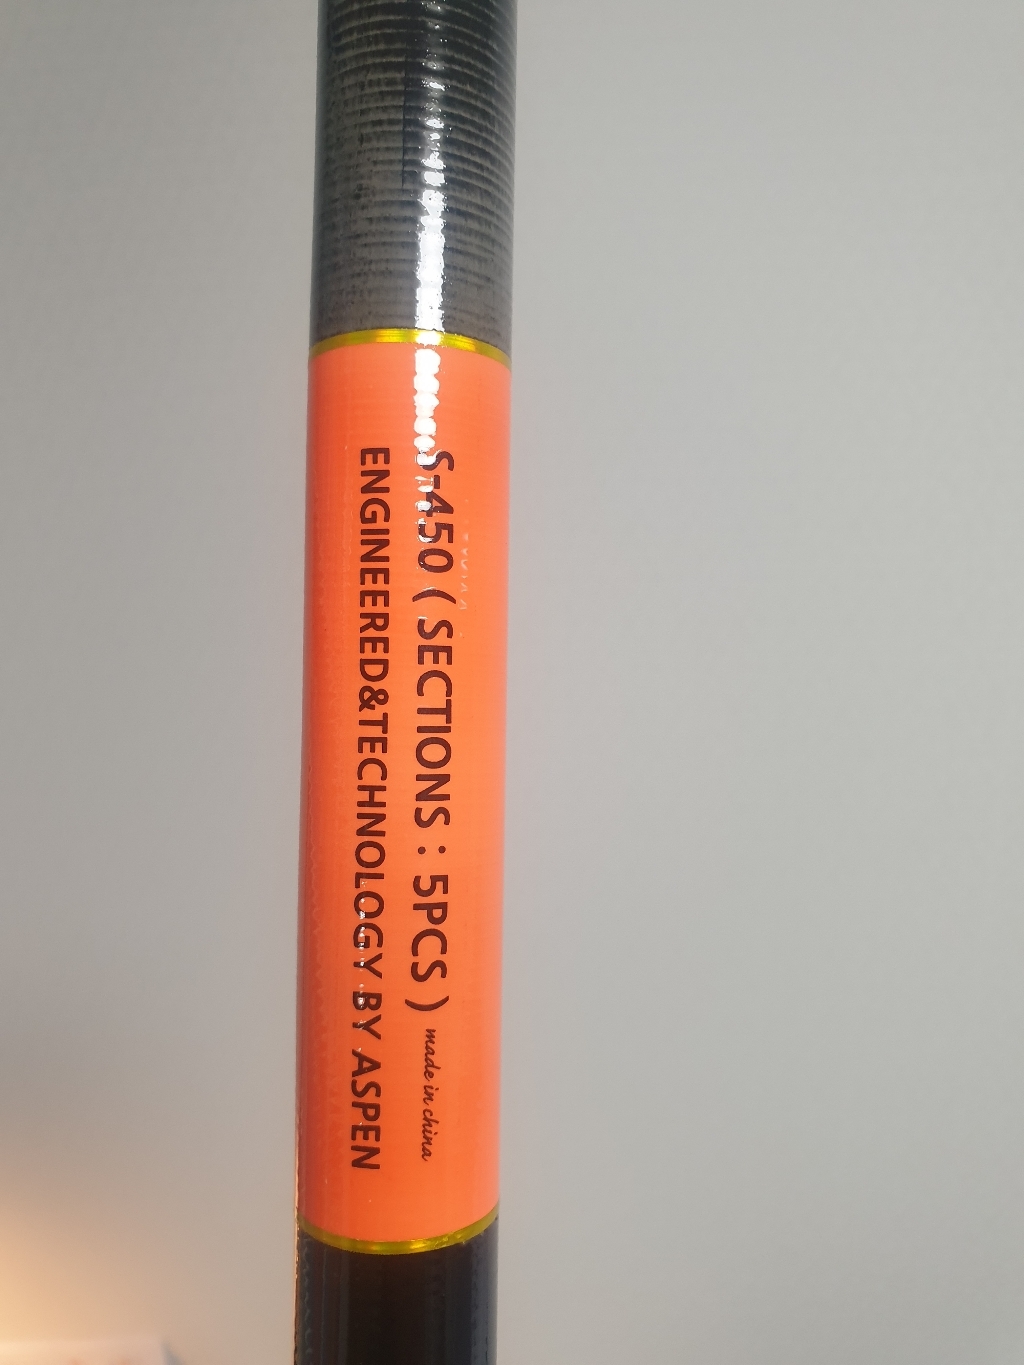 S-450 ( SECTIONS : 5PCS ) made in china
ENGINEERED&TECHNOLOGY BY ASPEN